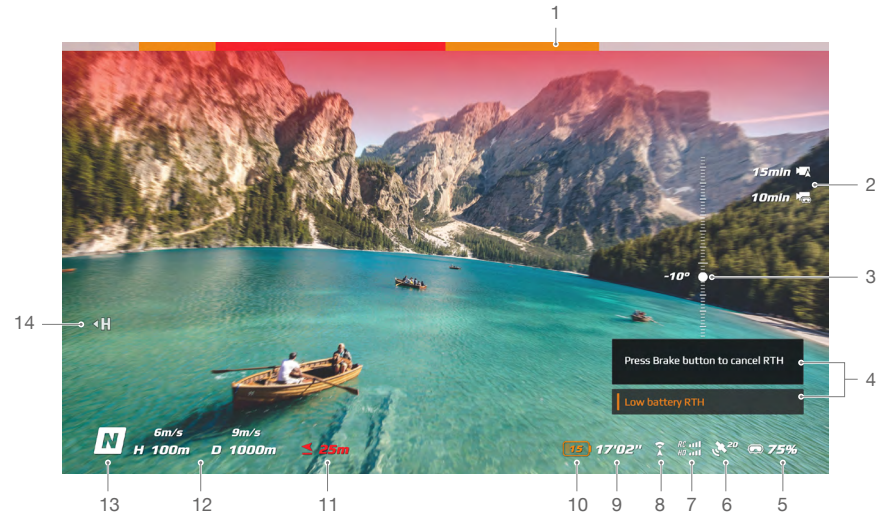 1
15min
2
10min
-10°
3
14
H
Press Brake button to cancel RTH
4
Low battery RTH
N
6m/s
9m/s
H 100m D 1000m
25m
15
17'02"
RC
HD
20
75%
13
12
11
10
9
8
7
6
5